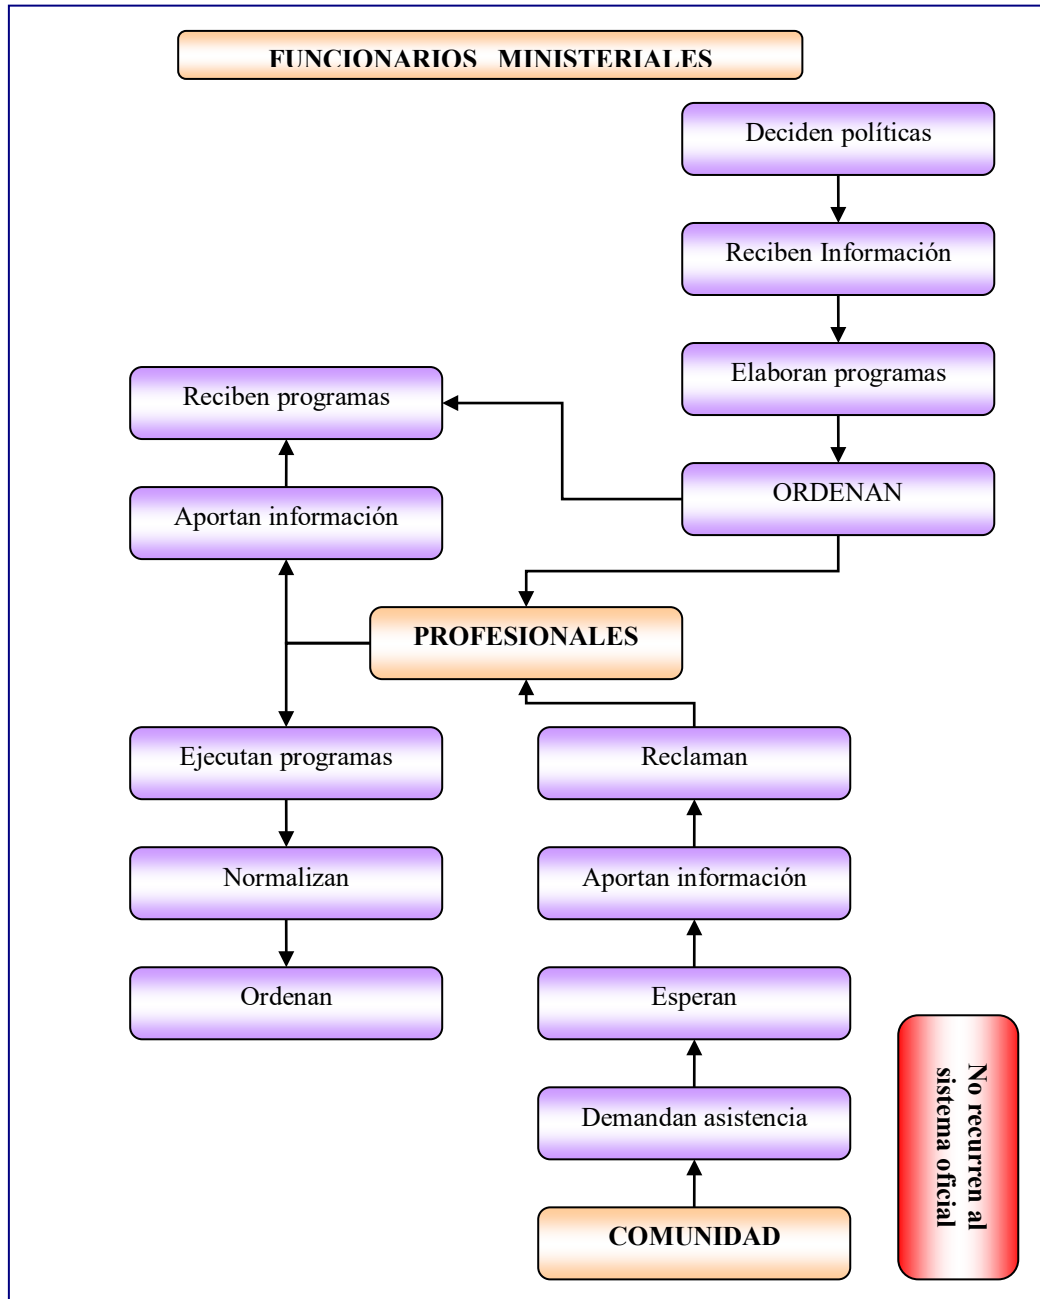 FUNCIONARIOS MINISTERIALES
Deciden políticas
Reciben Información
Elaboran programas
Reciben programas
ORDENAN
Aportan información
PROFESIONALES
Ejecutan programas
Reclaman
Normalizan
Aportan información
Ordenan
Esperan
Demandan asistencia
No recurren al
sistema oficial
COMUNIDAD